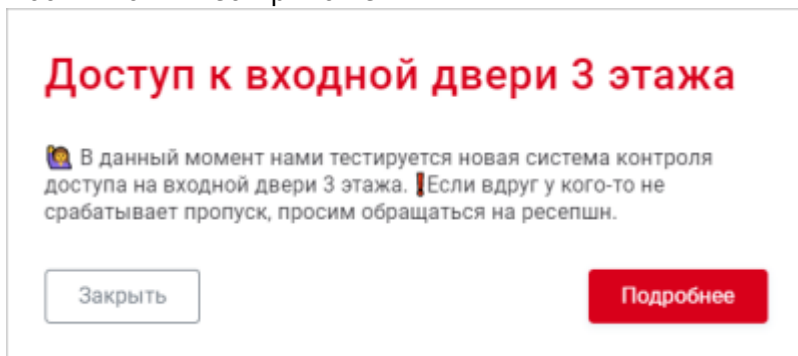 Доступ к входной двери 3 этажа
🙋‍♀️ В данный момент нами тестируется новая система контроля
доступа на входной двери 3 этажа. ❗Если вдруг у кого-то не
срабатывает пропуск, просим обращаться на ресепшн.
Закрыть
Подробнее